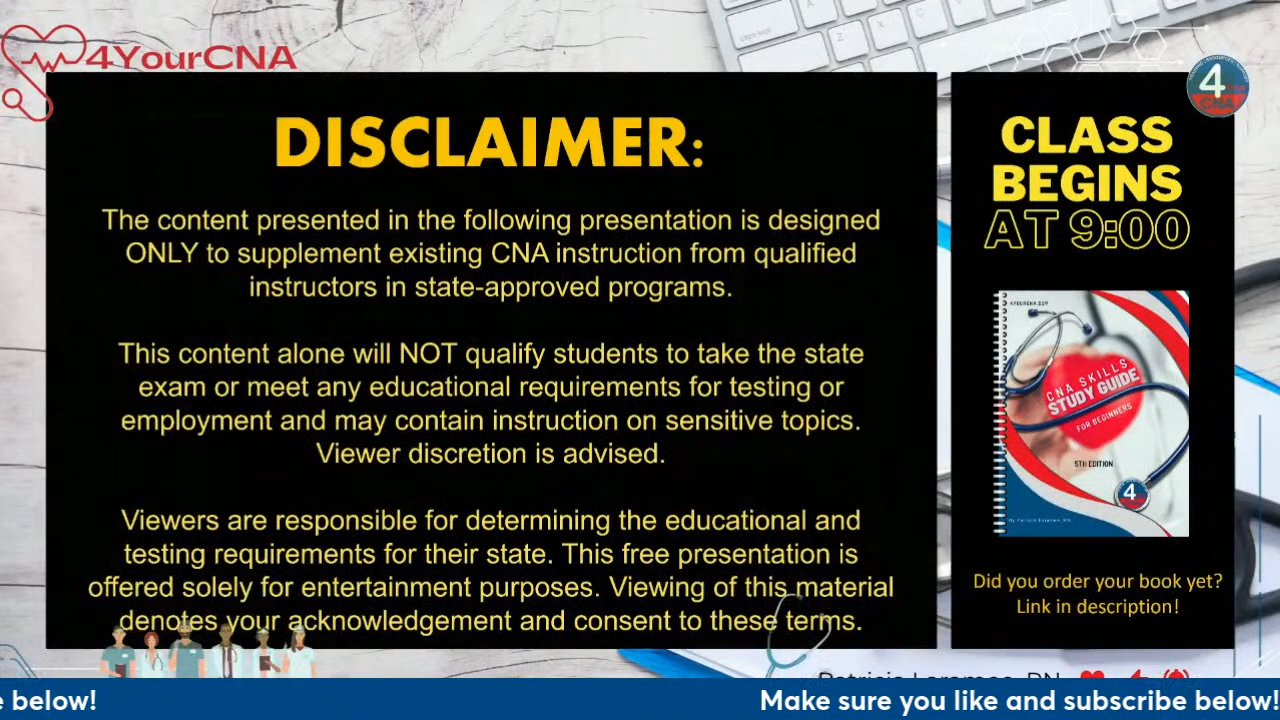 4YourCNA
DISCLAIMER:
The content presented in the following presentation is designed
ONLY to supplement existing CNA instruction from qualified
instructors in state-approved programs.
This content alone will NOT qualify students to take the state
exam or meet any educational requirements for testing or
employment and may contain instruction on sensitive topics.
Viewer discretion is advised.
Viewers are responsible for determining the educational and
testing requirements for their state. This free presentation is
offered solely for entertainment purposes. Viewing of this material
denotes your acknowledgement and consent to these terms.
4
CNA
CLASS
BEGINS
AT 9:00
4YOURCNA.COM
CNA SKILLS
STUDY GUIDE
FOR BEGINNERS
5TH EDITION
4
Did you order your book yet?
Link in description!
e below!
Make sure you like and subscribe below!